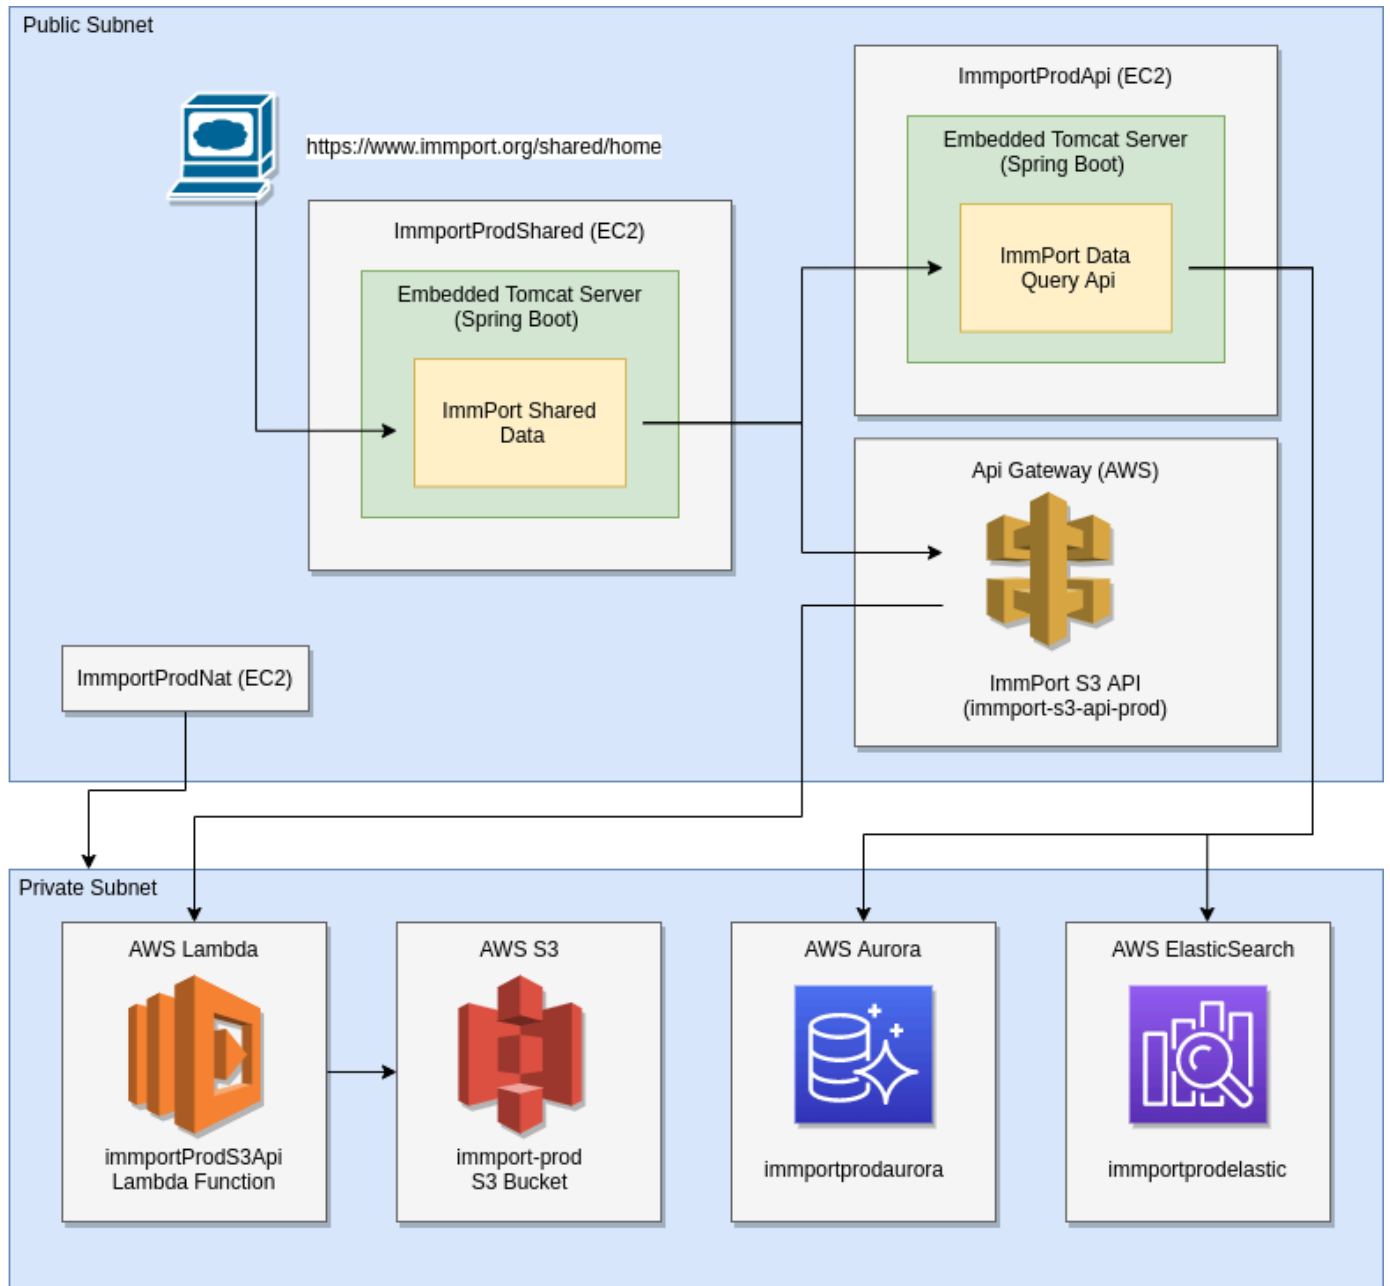 Public Subnet
https://www.immport.org/shared/home
ImmportProdShared (EC2)
Embedded Tomcat Server
(Spring Boot)
ImmPort Shared
Data
ImmportProdApi (EC2)
Embedded Tomcat Server
(Spring Boot)
ImmPort Data
Query Api
Api Gateway (AWS)
ImmPort S3 API
(immport-s3-api-prod)
ImmportProdNat (EC2)
Private Subnet
AWS Lambda
immportProdS3Api
Lambda Function
AWS S3
immport-prod
S3 Bucket
AWS Aurora
immportprodaurora
AWS ElasticSearch
immportprodelastic